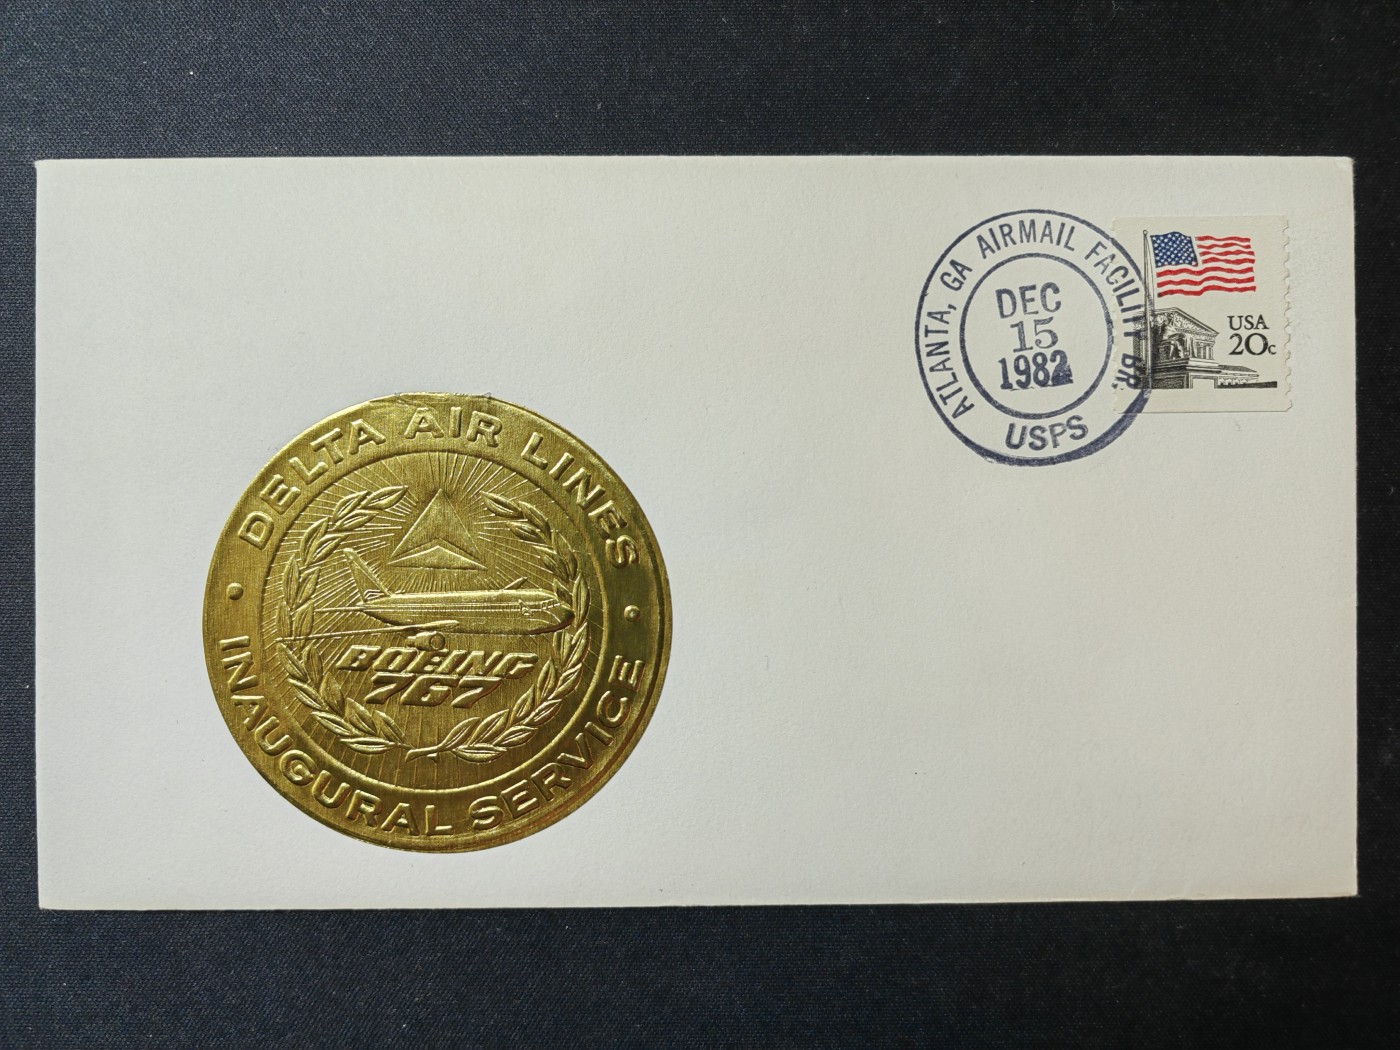 ATLANTA, GA AIRMAIL FACILITY BR.
DEC
15
1982
USPS
USA
20c
DELTA AIR LINES
BOEING
767
INAUGURAL SERVICE